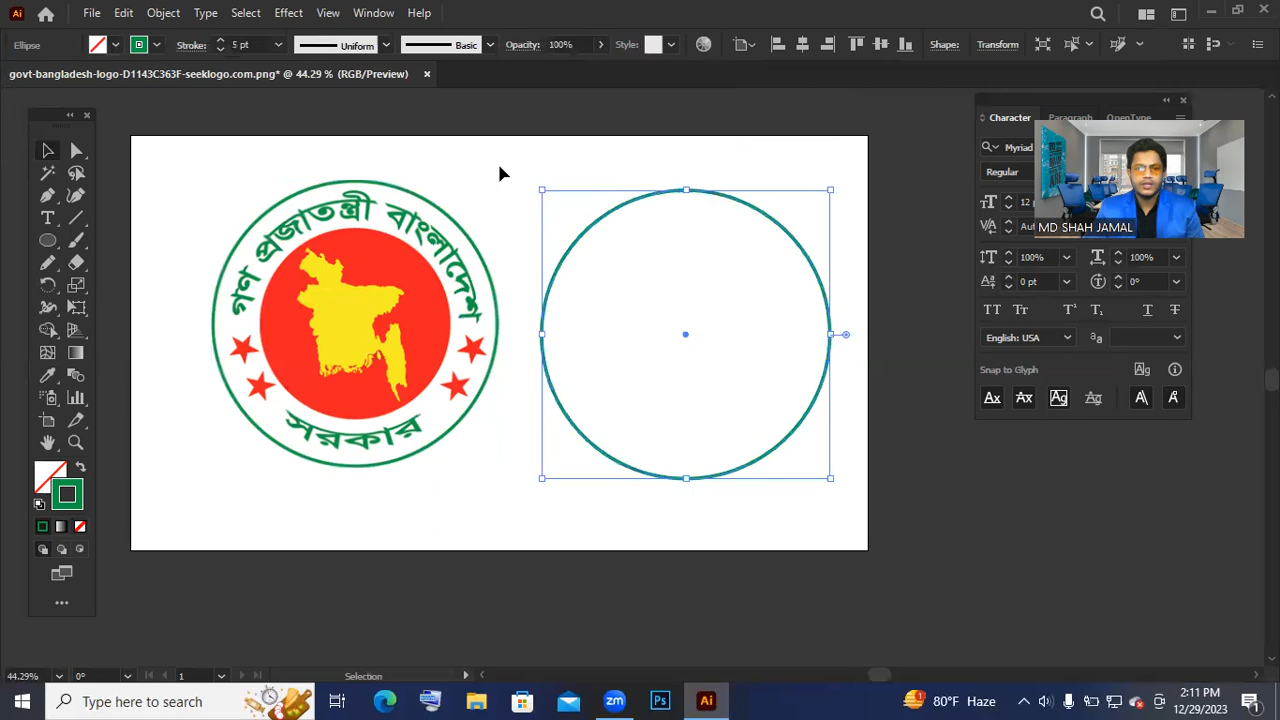 File Edit Object Type Select Effect View Window Help
Ellipse Stroke: 5 pt Uniform Basic Opacity: 100% Style: Shape: Transform
govt-bangladesh-logo-D1143C363F-seeklogo.com.png* @ 44.29 % (RGB/Preview)
Character Paragraph OpenType
Myriad
Regular
12
Aut
100% 100%
0 pt 0°
English: USA
Snap to Glyph
MD SHAH JAMAL
গণ প্রজাতন্ত্রী বাংলাদেশ
সরকার
44.29% 0° 1 Selection
Type here to search
80°F Haze
2:11 PM
12/29/2023